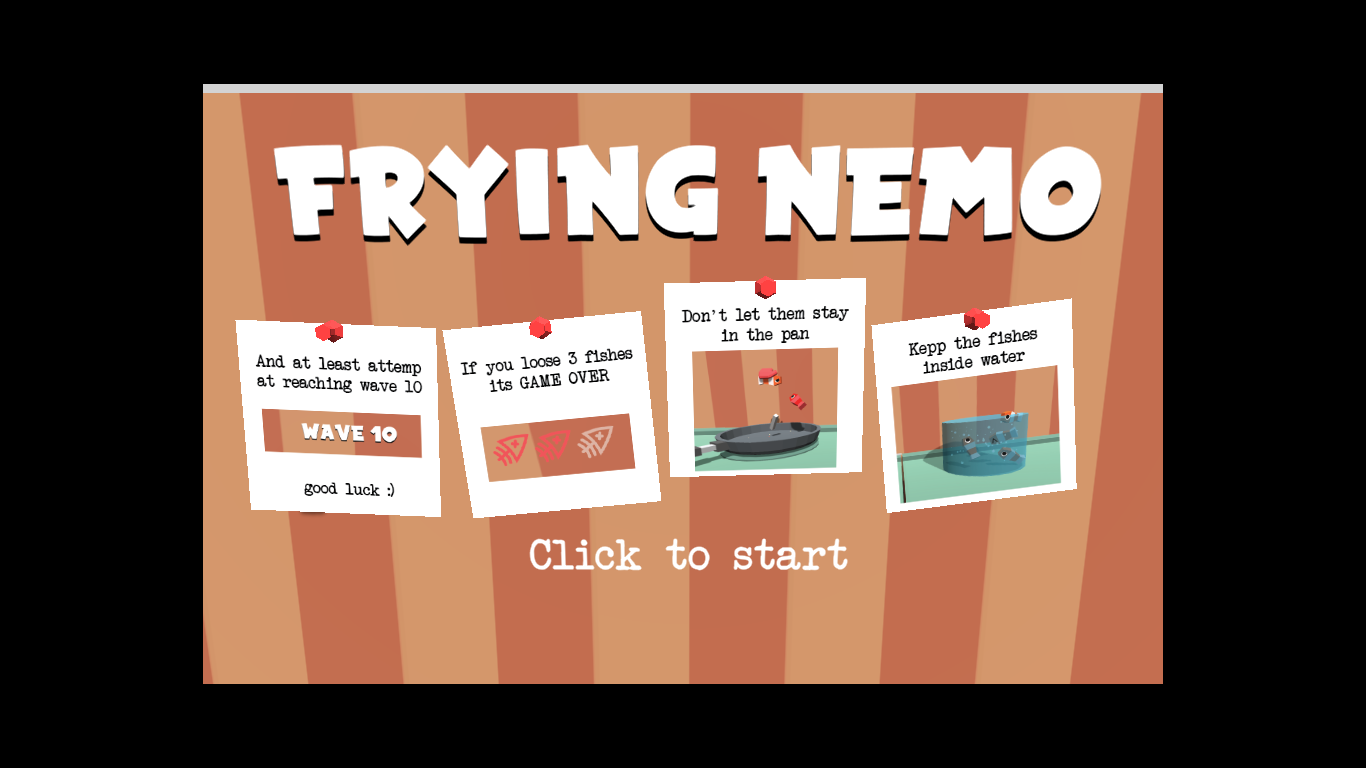 FRYING NEMO
And at least attemp
at reaching wave 10
WAVE 10
good luck :)
If you loose 3 fishes
its GAME OVER
Don't let them stay
in the pan
Kepp the fishes
inside water
Click to start